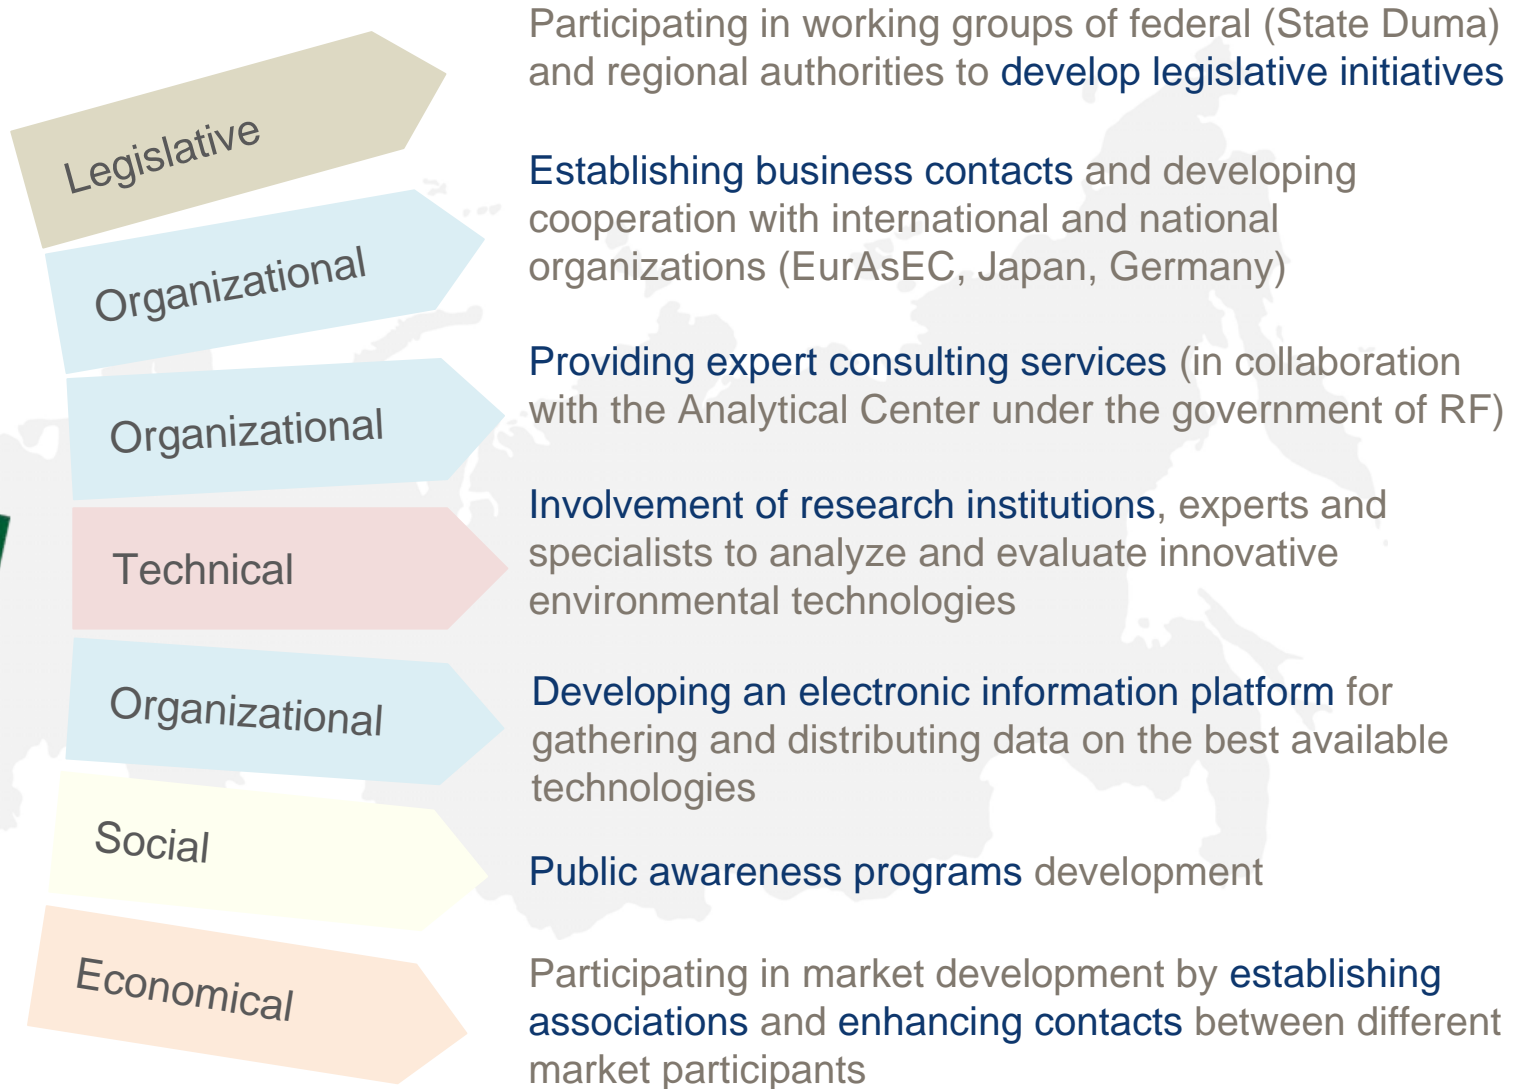 Legislative
Participating in working groups of federal (State Duma)
and regional authorities to develop legislative initiatives
Organizational
Establishing business contacts and developing
cooperation with international and national
organizations (EurAsEC, Japan, Germany)
Organizational
Providing expert consulting services (in collaboration
with the Analytical Center under the government of RF)
Technical
Involvement of research institutions, experts and
specialists to analyze and evaluate innovative
environmental technologies
Organizational
Developing an electronic information platform for
gathering and distributing data on the best available
technologies
Social
Public awareness programs development
Economical
Participating in market development by establishing
associations and enhancing contacts between different
market participants